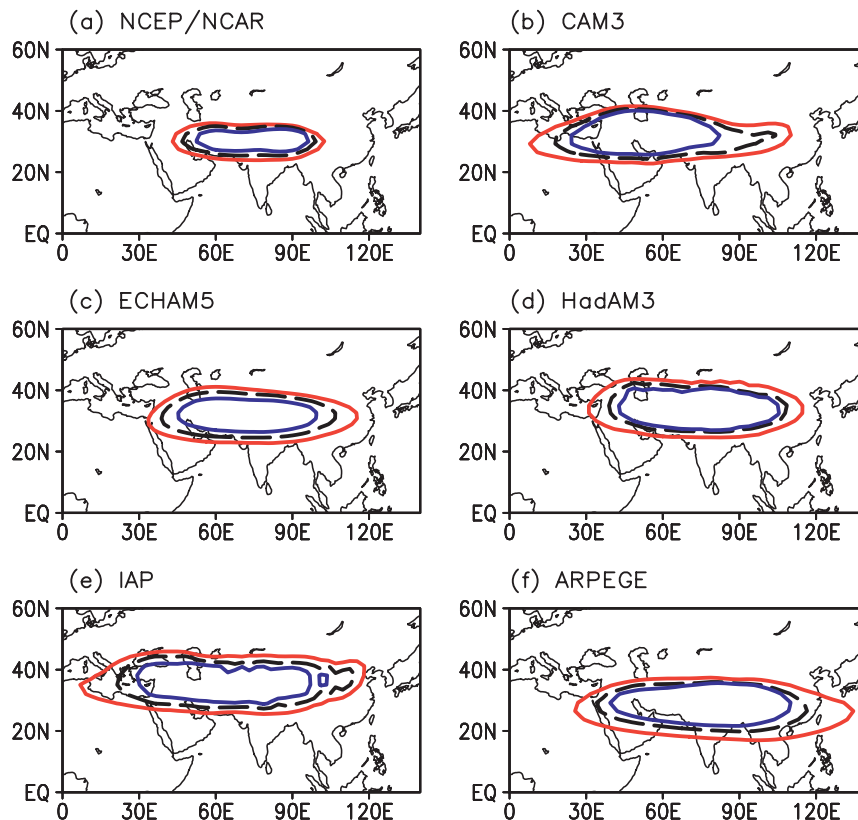 (a) NCEP/NCAR
60N
40N
20N
EQ
0 30E 60E 90E 120E
(b) CAM3
60N
40N
20N
EQ
0 30E 60E 90E 120E
(c) ECHAM5
60N
40N
20N
EQ
0 30E 60E 90E 120E
(d) HadAM3
60N
40N
20N
EQ
0 30E 60E 90E 120E
(e) IAP
60N
40N
20N
EQ
0 30E 60E 90E 120E
(f) ARPEGE
60N
40N
20N
EQ
0 30E 60E 90E 120E